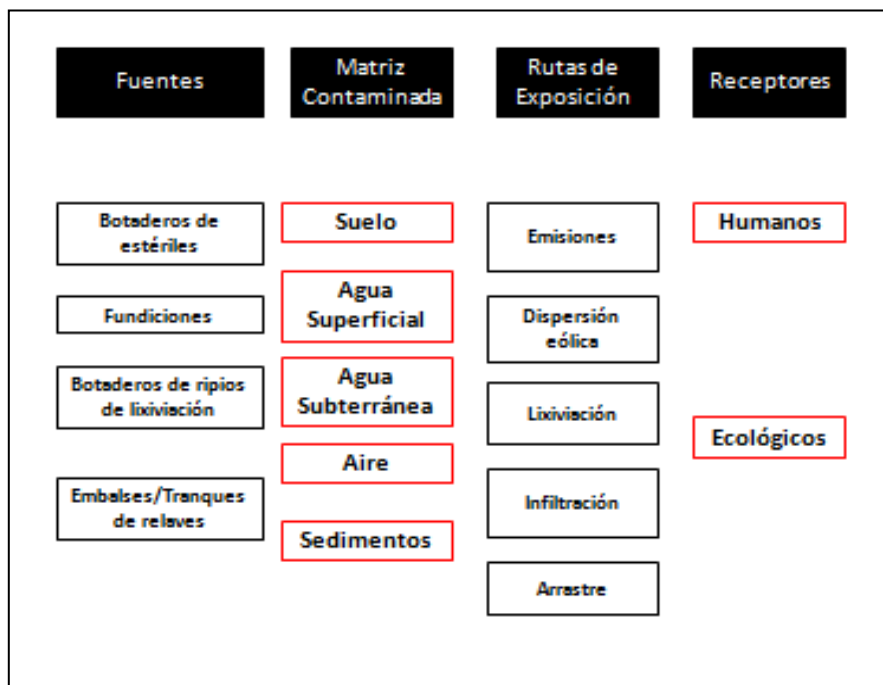 Fuentes
Matriz
Contaminada
Rutas de
Exposición
Receptores
Botaderos de
estériles
Fundiciones
Botaderos de ripios
de lixiviación
Embalses/Tranques
de relaves
Suelo
Agua
Superficial
Agua
Subterránea
Aire
Sedimentos
Emisiones
Dispersión
eólica
Lixiviación
Infiltración
Arrastre
Humanos
Ecológicos